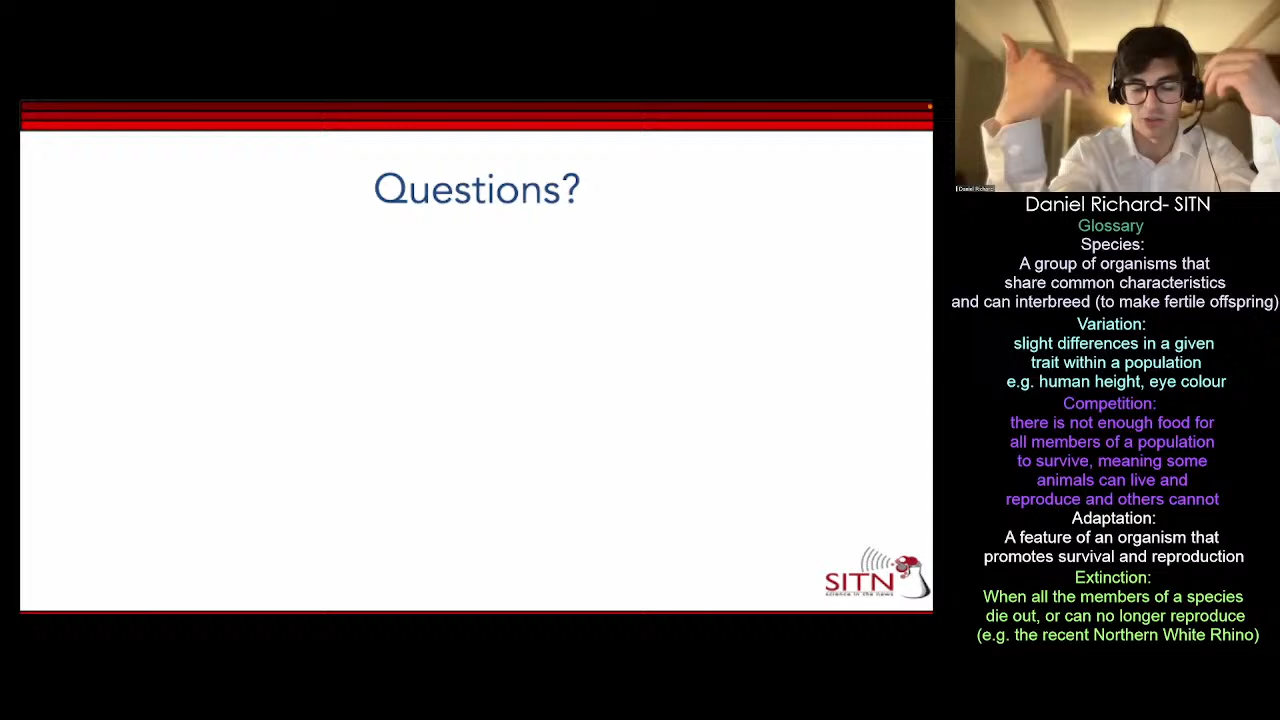 Questions?
SITN
science in the news
Daniel Richard
Daniel Richard- SITN
Glossary
Species:
A group of organisms that
share common characteristics
and can interbreed (to make fertile offspring)
Variation:
slight differences in a given
trait within a population
e.g. human height, eye colour
Competition:
there is not enough food for
all members of a population
to survive, meaning some
animals can live and
reproduce and others cannot
Adaptation:
A feature of an organism that
promotes survival and reproduction
Extinction:
When all the members of a species
die out, or can no longer reproduce
(e.g. the recent Northern White Rhino)